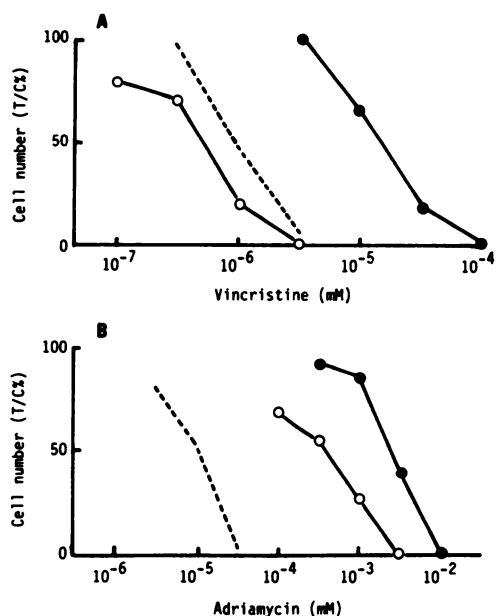 A
Cell number (T/C%)
100
50
0
10-7
10-6
10-5
10-4
Vincristine (mM)
B
Cell number (T/C%)
100
50
0
10-6
10-5
10-4
10-3
10-2
Adriamycin (mM)